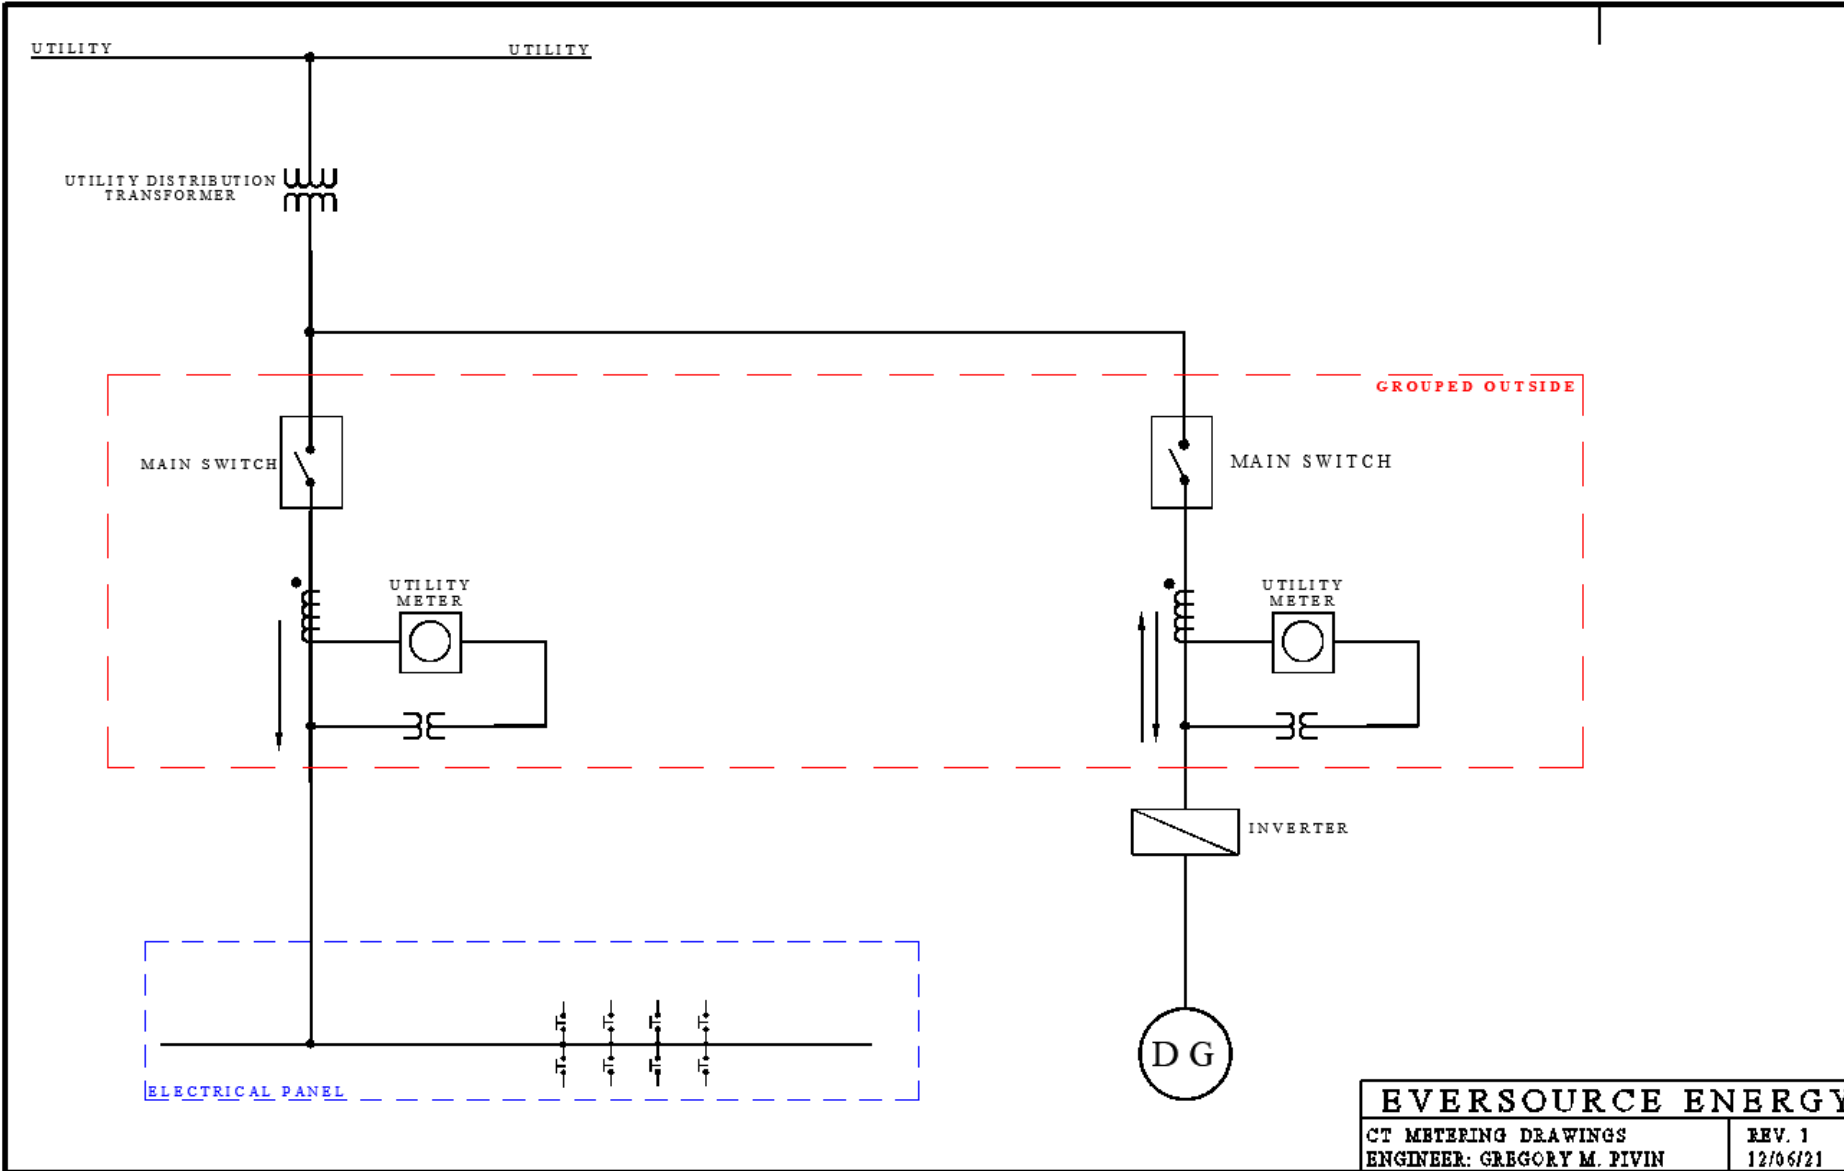 UTILITY
UTILITY
UTILITY DISTRIBUTION
TRANSFORMER
GROUPED OUTSIDE
MAIN SWITCH
MAIN SWITCH
UTILITY
METER
UTILITY
METER
INVERTER
DG
ELECTRICAL PANEL
EVERSOURCE ENERGY
CT METERING DRAWINGS
REV. 1
ENGINEER: GREGORY M. PIVIN
12/06/21